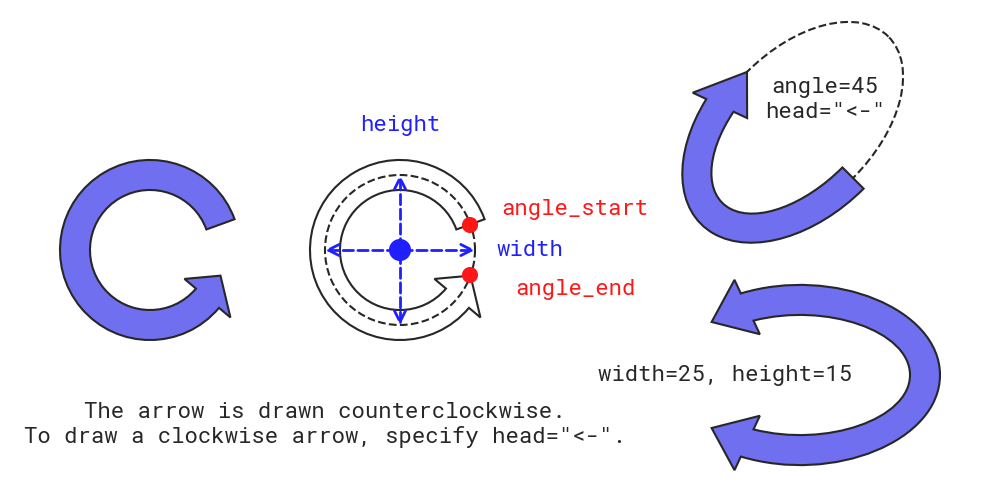 angle=45
head="<-"
height
angle_start
width
angle_end
width=25, height=15
The arrow is drawn counterclockwise.
To draw a clockwise arrow, specify head="<-".